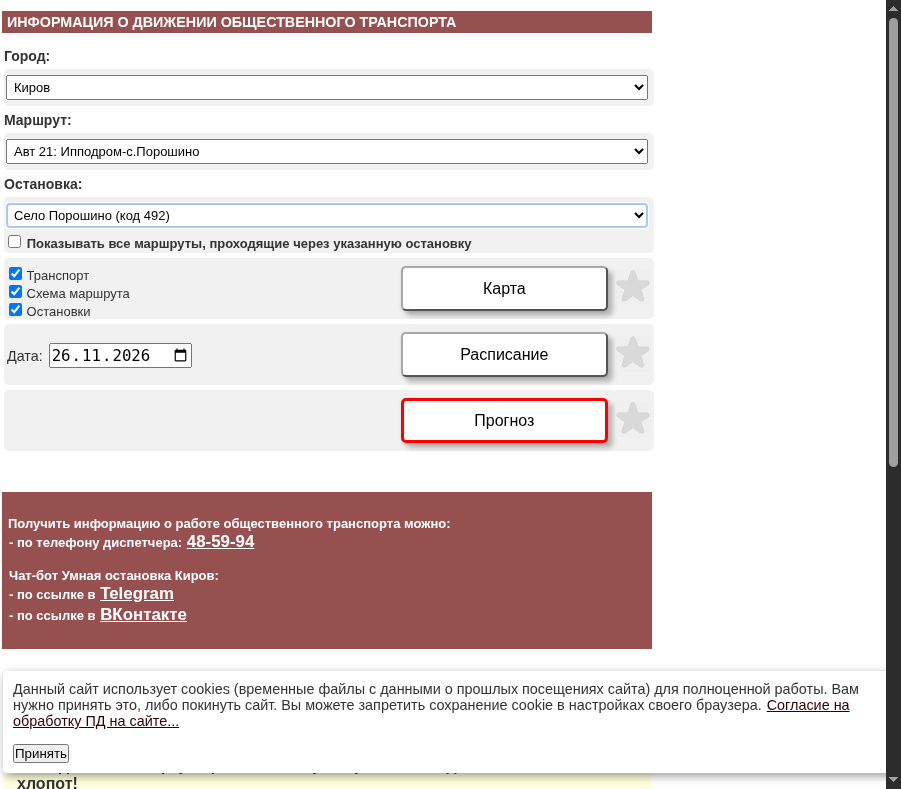 ИНФОРМАЦИЯ О ДВИЖЕНИИ ОБЩЕСТВЕННОГО ТРАНСПОРТА
Город:
Киров
Маршрут:
Авт 21: Ипподром-с.Порошино
Остановка:
Село Порошино (код 492)
Показывать все маршруты, проходящие через указанную остановку
Транспорт
Схема маршрута
Остановки
Карта
Дата: 26.11.2026
Расписание
Прогноз
Получить информацию о работе общественного транспорта можно:
- по телефону диспетчера: 48-59-94
Чат-бот Умная остановка Киров:
- по ссылке в Telegram
- по ссылке в ВКонтакте
Данный сайт использует cookies (временные файлы с данными о прошлых посещениях сайта) для полноценной работы. Вам
нужно принять это, либо покинуть сайт. Вы можете запретить сохранение cookie в настройках своего браузера. Согласие на
обработку ПД на сайте...
Принять
хлопот!